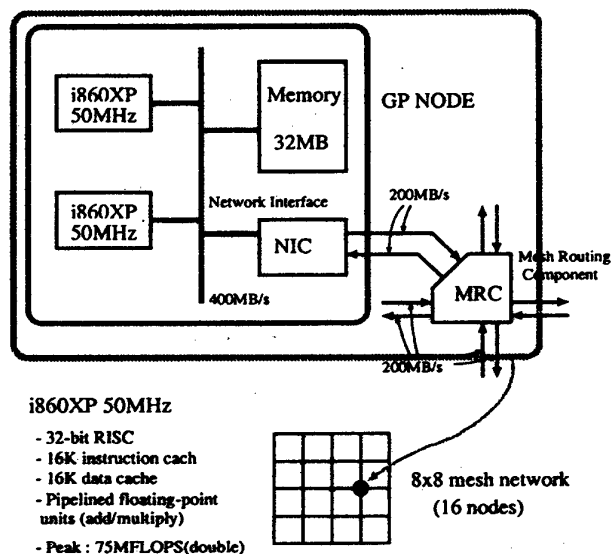 i860XP
50MHz
Memory
32MB
GP NODE
i860XP
50MHz
Network Interface
NIC
200MB/s
400MB/s
Mesh Routing
Component
MRC
200MB/s
i860XP 50MHz
- 32-bit RISC
- 16K instruction cach
- 16K data cache
- Pipelined floating-point
units (add/multiply)
- Peak : 75MFLOPS(double)
8x8 mesh network
(16 nodes)